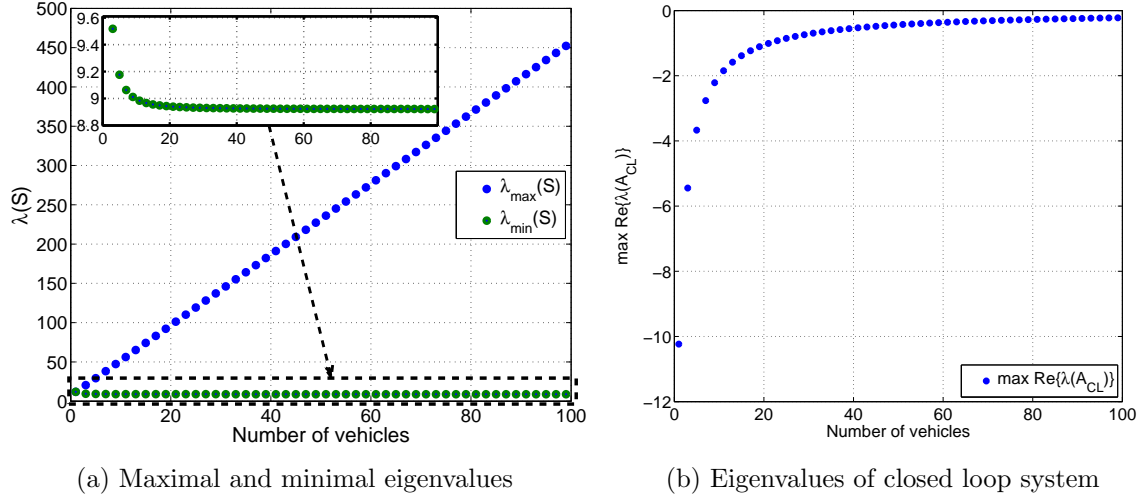 500
450
400
350
300
250
200
150
100
50
0
λ(S)
9.6
9.4
9.2
9
8.8
0 20 40 60 80
λmax(S)
λmin(S)
0 20 40 60 80 100
Number of vehicles
(a) Maximal and minimal eigenvalues
0
−2
−4
−6
−8
−10
−12
max Re{λ(ACL)}
max Re{λ(ACL)}
0 20 40 60 80 100
Number of vehicles
(b) Eigenvalues of closed loop system